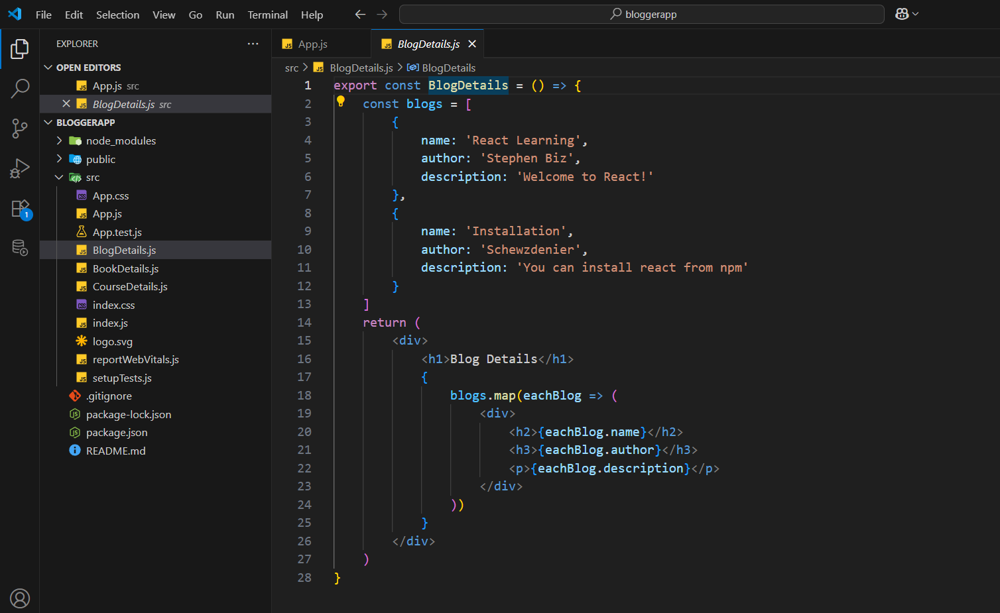 File Edit Selection View Go Run Terminal Help
bloggerapp
EXPLORER
OPEN EDITORS
App.js src
BlogDetails.js src
BLOGGERAPP
node_modules
public
src
App.css
App.js
App.test.js
BlogDetails.js
BookDetails.js
CourseDetails.js
index.css
index.js
logo.svg
reportWebVitals.js
setupTests.js
.gitignore
package-lock.json
package.json
README.md
1
App.js
BlogDetails.js
src > BlogDetails.js > BlogDetails
1 export const BlogDetails = () => {
2 const blogs = [
3 {
4 name: 'React Learning',
5 author: 'Stephen Biz',
6 description: 'Welcome to React!'
7 },
8 {
9 name: 'Installation',
10 author: 'Schewzdenier',
11 description: 'You can install react from npm'
12 }
13 ]
14 return (
15 <div>
16 <h1>Blog Details</h1>
17 {
18 blogs.map(eachBlog => (
19 <div>
20 <h2>{eachBlog.name}</h2>
21 <h3>{eachBlog.author}</h3>
22 <p>{eachBlog.description}</p>
23 </div>
24 ))
25 }
26 </div>
27 )
28 }